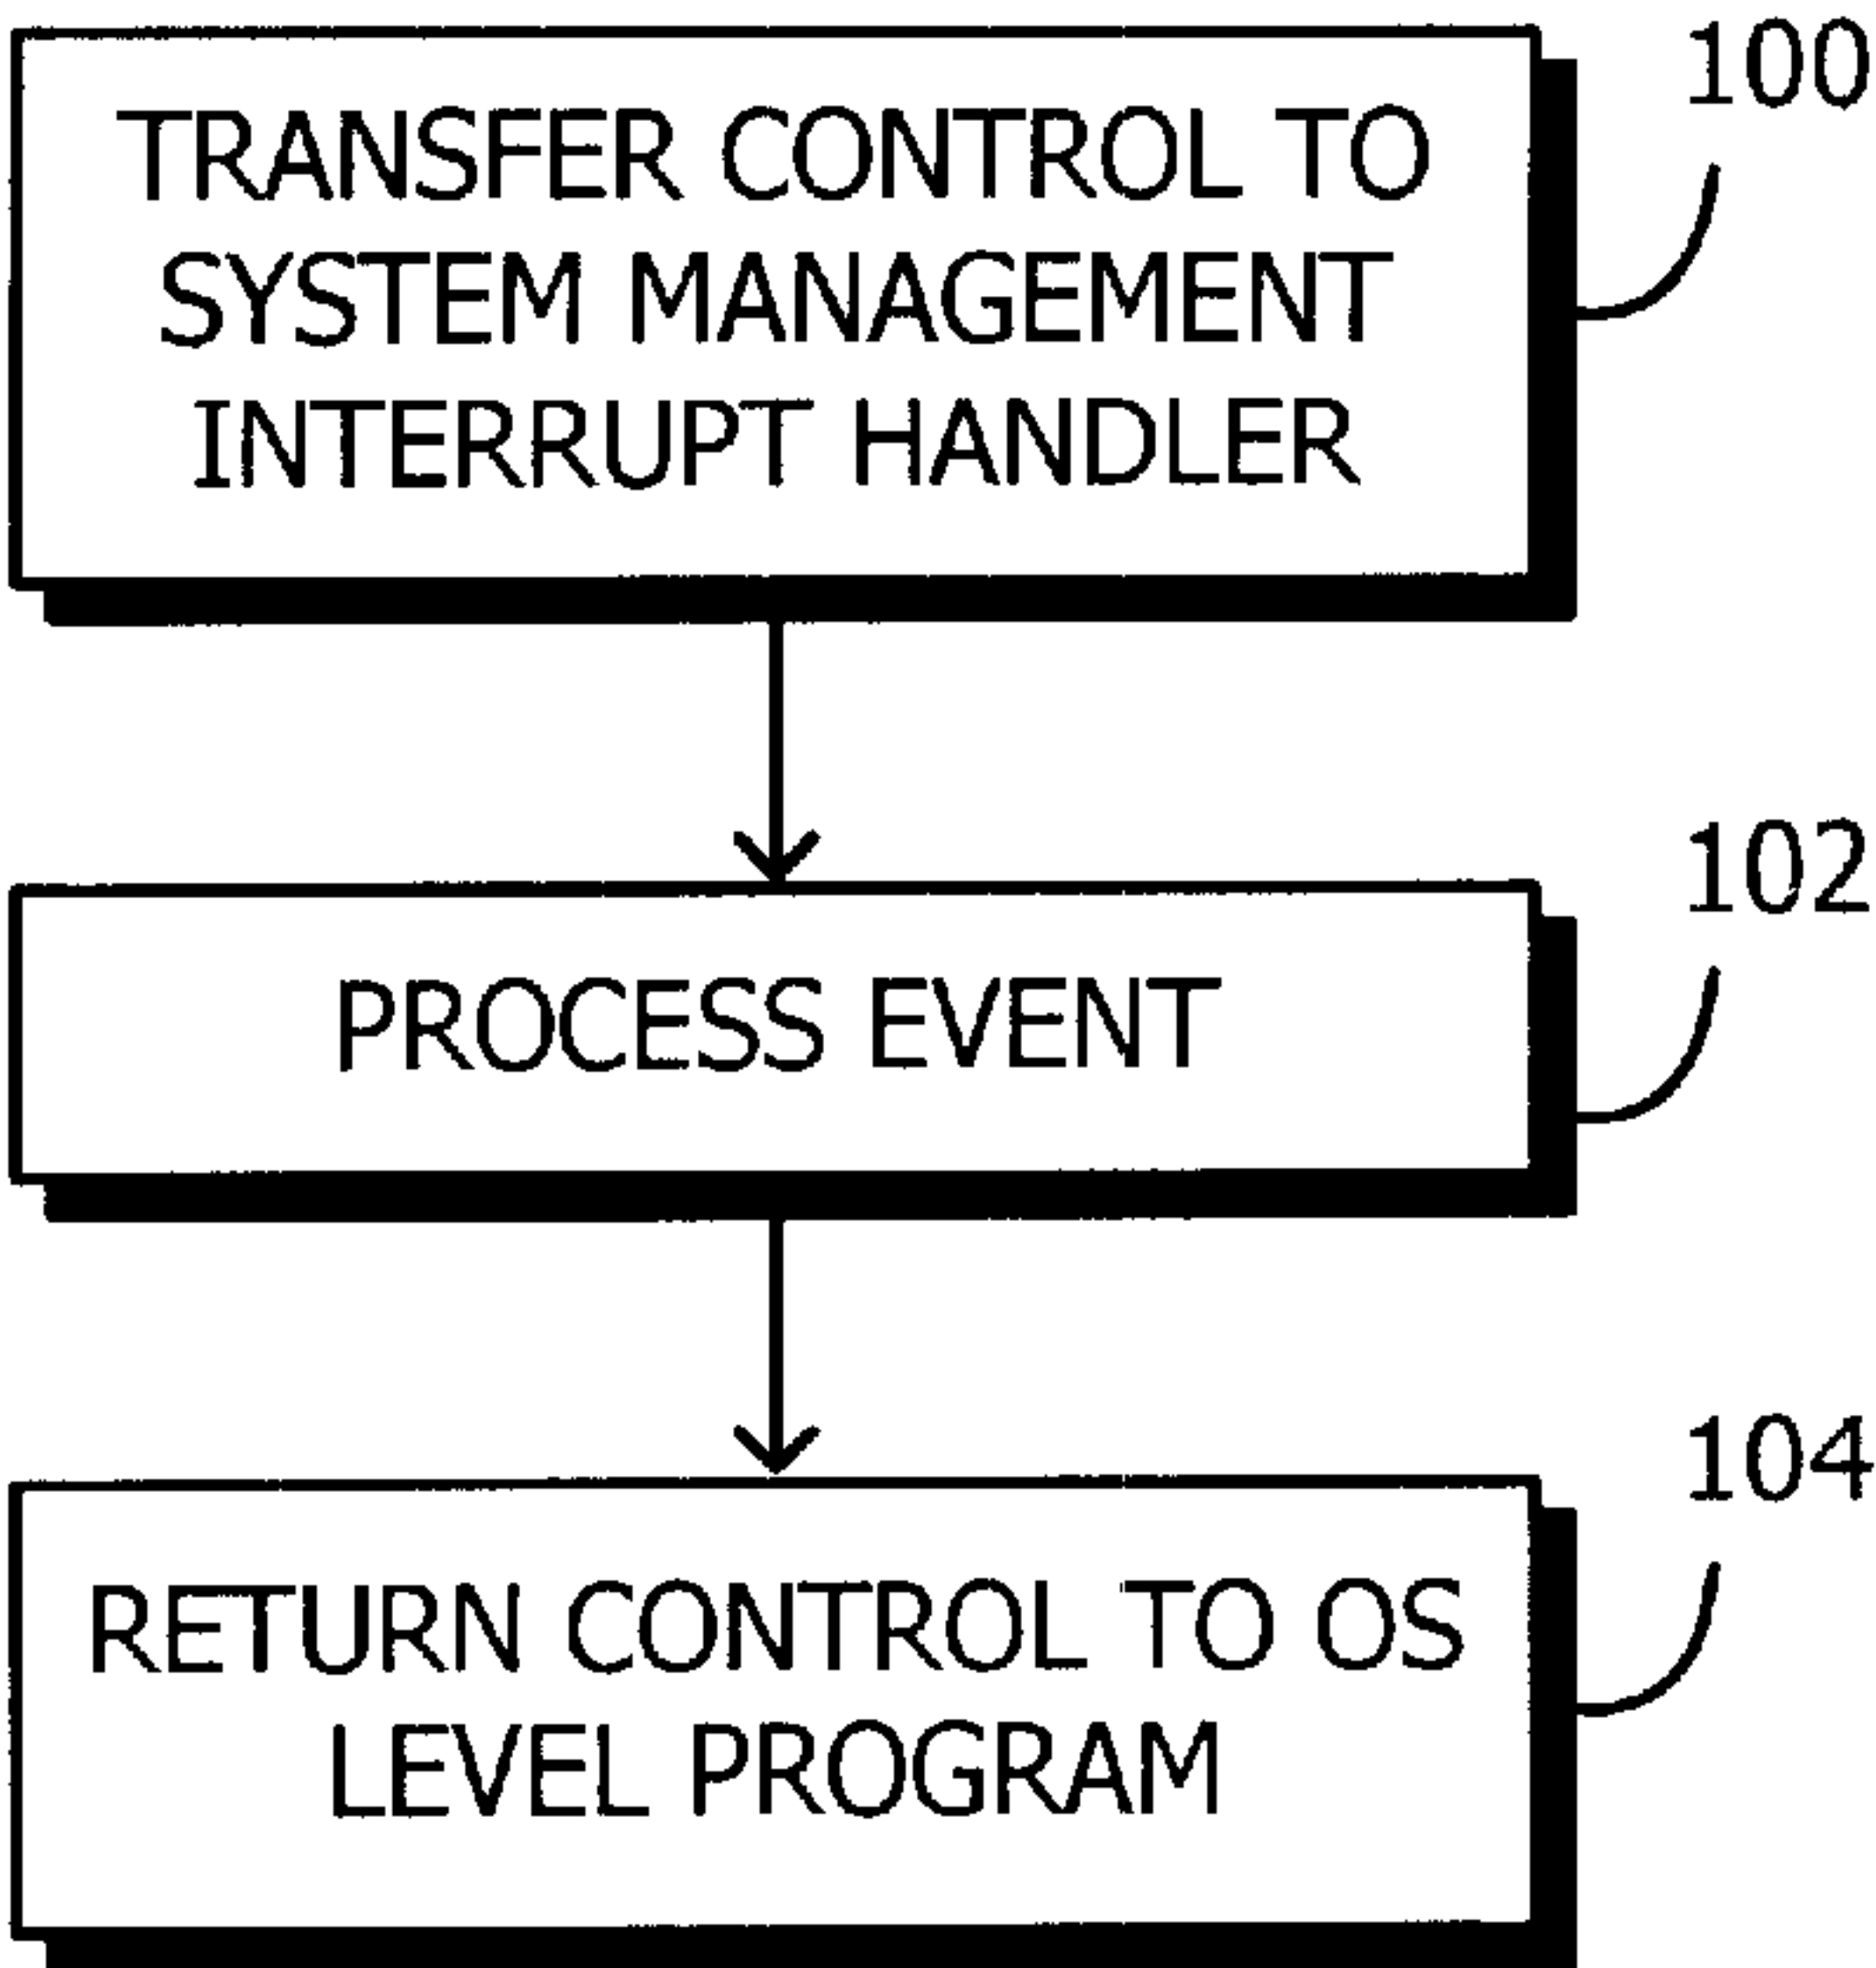 100
TRANSFER CONTROL TO
SYSTEM MANAGEMENT
INTERRUPT HANDLER
102
PROCESS EVENT
104
RETURN CONTROL TO OS
LEVEL PROGRAM